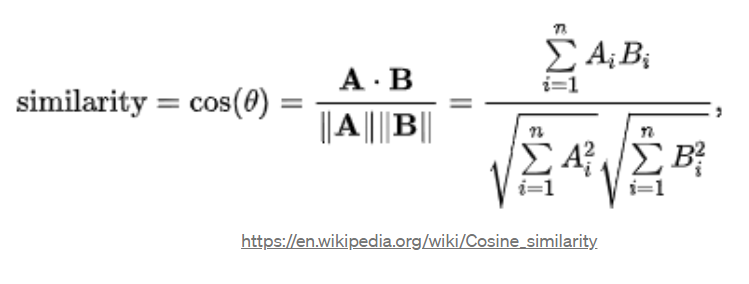 similarity = cos(θ) = A · B / ‖A‖‖B‖ = ∑_{i=1}^{n} A_i B_i / √(∑_{i=1}^{n} A_i^2) √(∑_{i=1}^{n} B_i^2),
https://en.wikipedia.org/wiki/Cosine_similarity